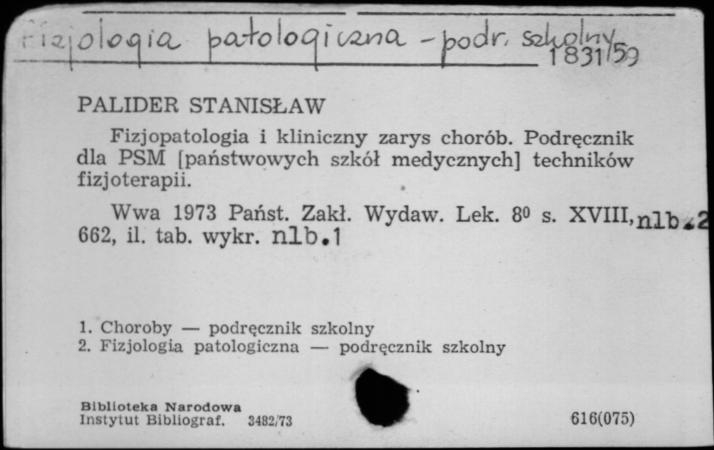 Fizjologia patologiczna – podr. szkolny
1831/59
PALIDER STANISŁAW
Fizjopatologia i kliniczny zarys chorób. Podręcznik
dla PSM [państwowych szkół medycznych] techników
fizjoterapii.
Wwa 1973 Państ. Zakł. Wydaw. Lek. 8⁰ s. XVIII, nlb.2
662, il. tab. wykr. nlb.1
1. Choroby — podręcznik szkolny
2. Fizjologia patologiczna — podręcznik szkolny
Biblioteka Narodowa
Instytut Bibliograf. 3482/73 616(075)